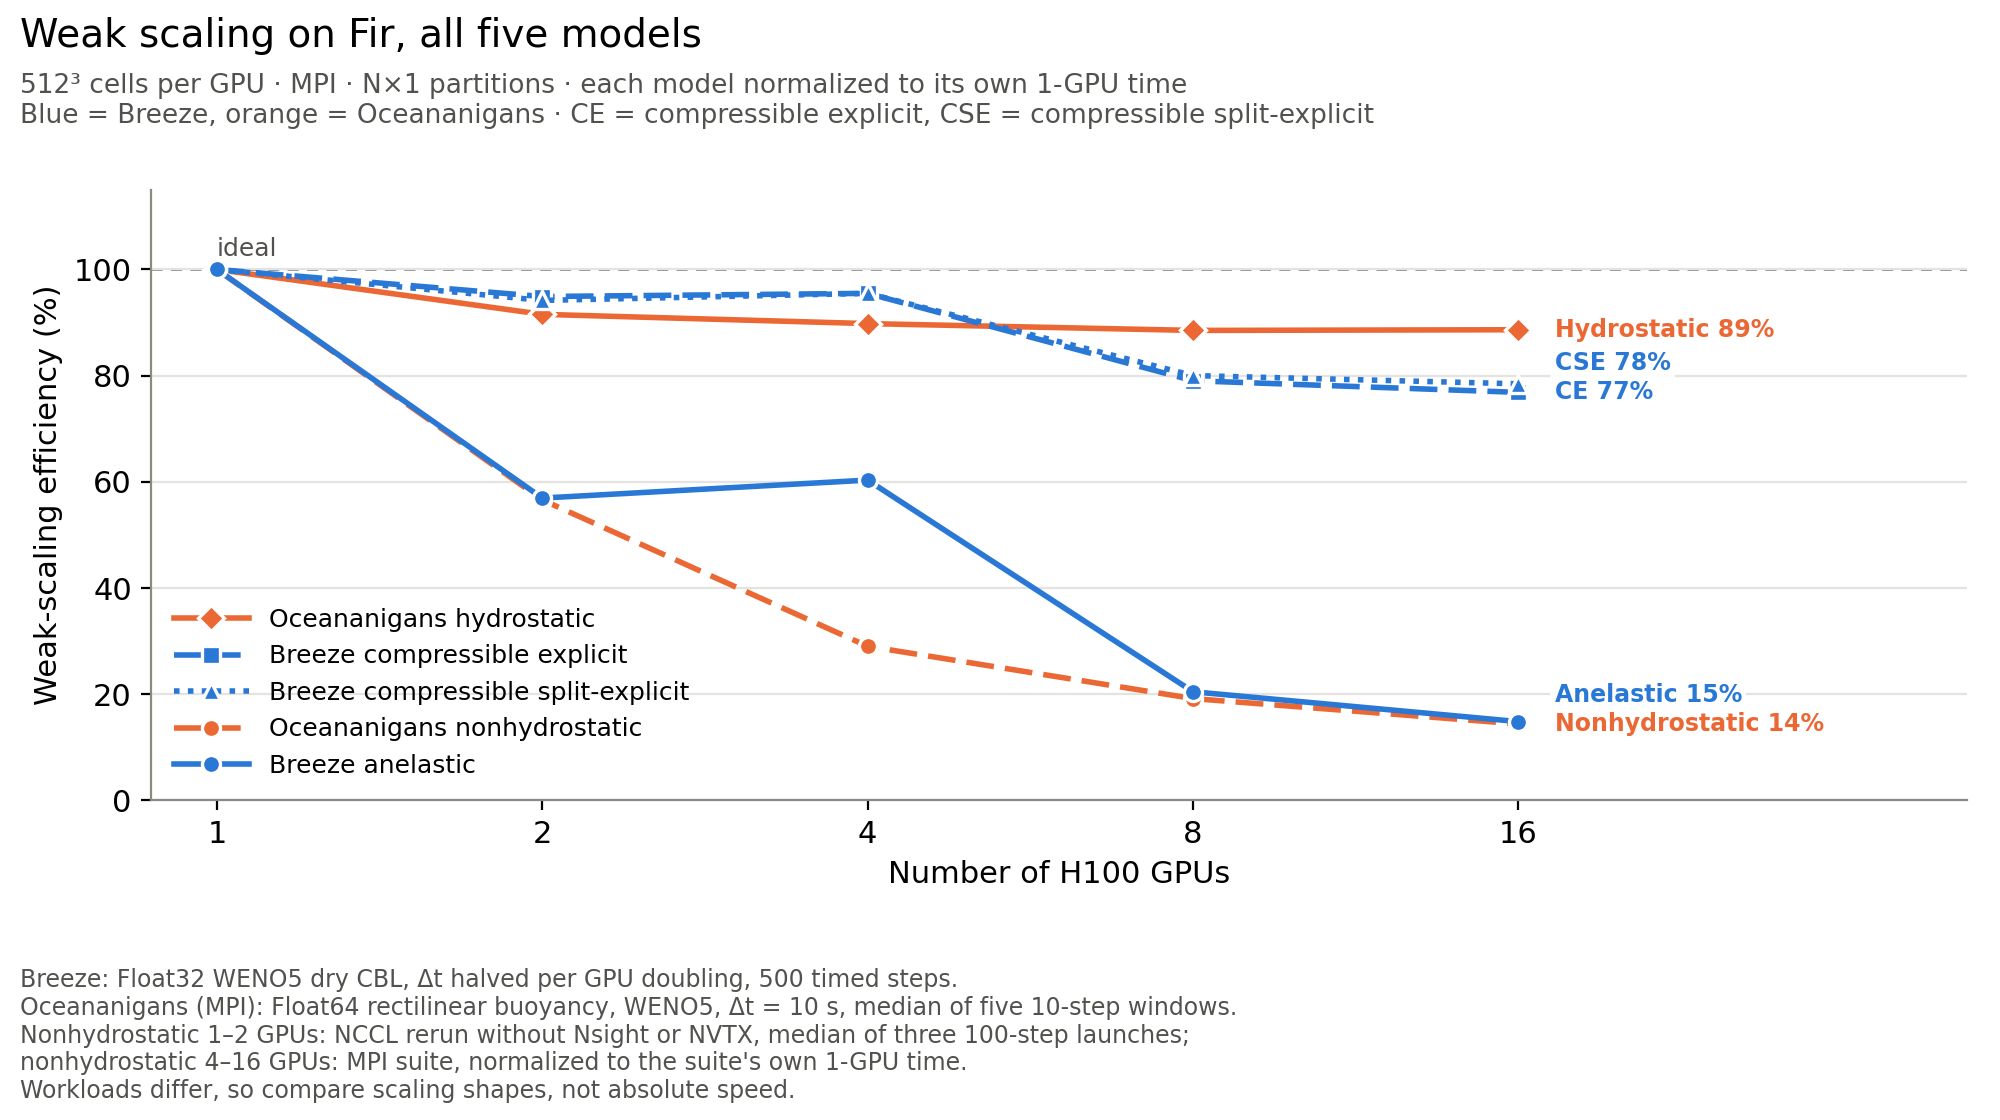 Weak scaling on Fir, all five models
512³ cells per GPU · MPI · N×1 partitions · each model normalized to its own 1-GPU time
Blue = Breeze, orange = Oceananigans · CE = compressible explicit, CSE = compressible split-explicit
ideal
Weak-scaling efficiency (%)
100
80
60
40
20
0
Hydrostatic 89%
CSE 78%
CE 77%
Anelastic 15%
Nonhydrostatic 14%
Oceananigans hydrostatic
Breeze compressible explicit
Breeze compressible split-explicit
Oceananigans nonhydrostatic
Breeze anelastic
1 2 4 8 16
Number of H100 GPUs
Breeze: Float32 WENO5 dry CBL, Δt halved per GPU doubling, 500 timed steps.
Oceananigans (MPI): Float64 rectilinear buoyancy, WENO5, Δt = 10 s, median of five 10-step windows.
Nonhydrostatic 1–2 GPUs: NCCL rerun without Nsight or NVTX, median of three 100-step launches;
nonhydrostatic 4–16 GPUs: MPI suite, normalized to the suite's own 1-GPU time.
Workloads differ, so compare scaling shapes, not absolute speed.